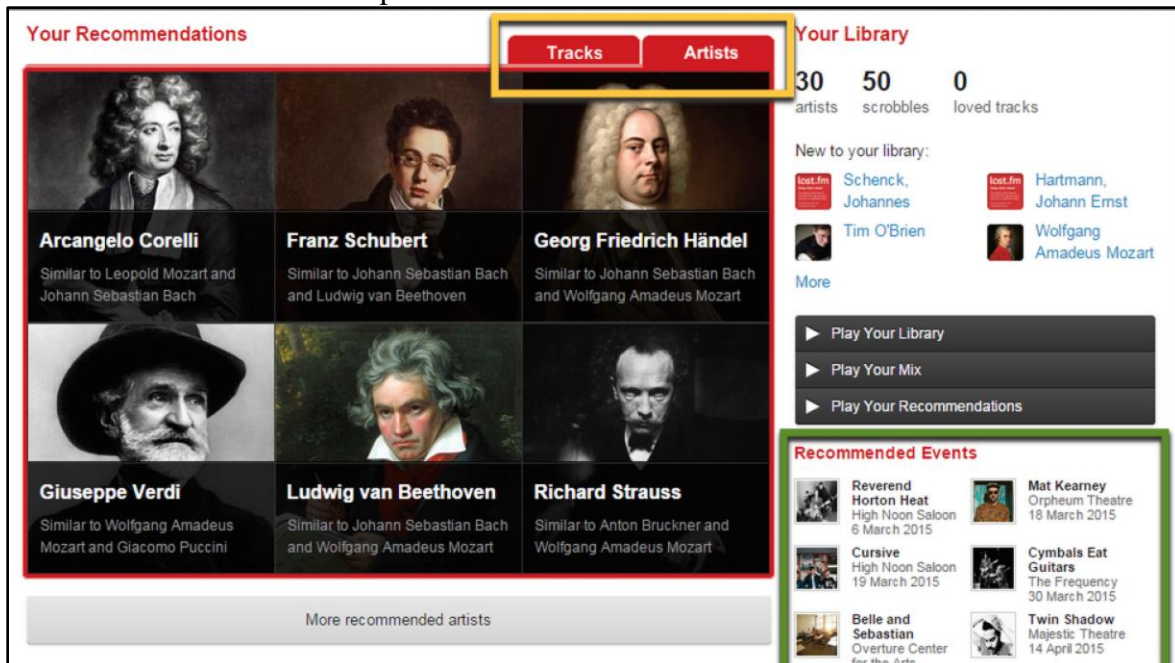 Your Recommendations
Tracks
Artists
Arcangelo Corelli
Similar to Leopold Mozart and
Johann Sebastian Bach
Franz Schubert
Similar to Johann Sebastian Bach
and Ludwig van Beethoven
Georg Friedrich Händel
Similar to Johann Sebastian Bach
and Wolfgang Amadeus Mozart
Giuseppe Verdi
Similar to Wolfgang Amadeus
Mozart and Giacomo Puccini
Ludwig van Beethoven
Similar to Johann Sebastian Bach
and Wolfgang Amadeus Mozart
Richard Strauss
Similar to Anton Bruckner and
Wolfgang Amadeus Mozart
More recommended artists
Your Library
30
artists
50
scrobbles
0
loved tracks
New to your library:
lost.fm
Schenck,
Johannes
lost.fm
Hartmann,
Johann Ernst
Tim O'Brien
Wolfgang
Amadeus Mozart
More
Play Your Library
Play Your Mix
Play Your Recommendations
Recommended Events
Reverend
Horton Heat
High Noon Saloon
6 March 2015
Mat Kearney
Orpheum Theatre
18 March 2015
Cursive
High Noon Saloon
19 March 2015
Cymbals Eat
Guitars
The Frequency
30 March 2015
Belle and
Sebastian
Overture Center
for the Arts
Twin Shadow
Majestic Theatre
14 April 2015